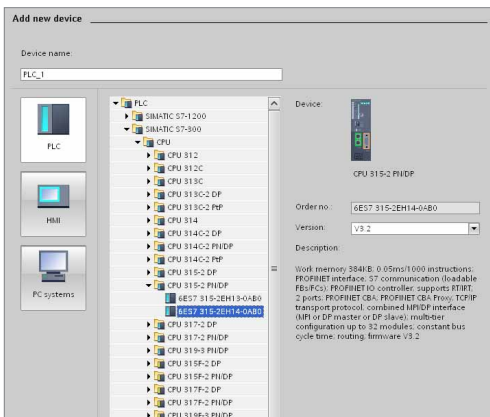 Add new device
Device name:
PLC_1
PLC
HMI
PC systems
PLC
SIMATIC S7-1200
SIMATIC S7-300
CPU
CPU 312
CPU 312C
CPU 313C
CPU 313C-2 DP
CPU 313C-2 PtP
CPU 314
CPU 314C-2 DP
CPU 314C-2 PN/DP
CPU 314C-2 PtP
CPU 315-2 DP
CPU 315-2 PN/DP
6ES7 315-2EH13-0AB0
6ES7 315-2EH14-0AB0
CPU 317-2 DP
CPU 317-2 PN/DP
CPU 319-3 PN/DP
CPU 315F-2 DP
CPU 315F-2 PN/DP
CPU 317F-2 DP
CPU 317F-2 PN/DP
CPU 319F-3 PN/DP
Device:
CPU 315-2 PN/DP
Order no.:
6ES7 315-2EH14-0AB0
Version:
V3.2
Description:
Work memory 384KB; 0.05ms/1000 instructions;
PROFINET interface; S7 communication (loadable
FBs/FCs); PROFINET IO controller; supports RT/IRT;
2 ports; PROFINET CBA; PROFINET CBA Proxy; TCP/IP
transport protocol; combined MPI/DP interface
(MPI or DP master or DP slave); multi-tier
configuration up to 32 modules; constant bus
cycle time; routing; firmware V3.2